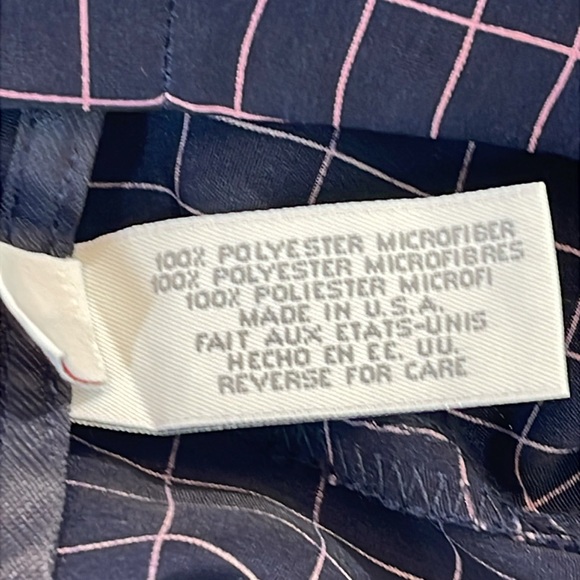 100% POLYESTER MICROFIBER
100% POLYESTER MICROFIBRES
100% POLIESTER MICROFI
MADE IN U.S.A.
FAIT AUX ETATS-UNIS
HECHO EN EE. UU.
REVERSE FOR CARE